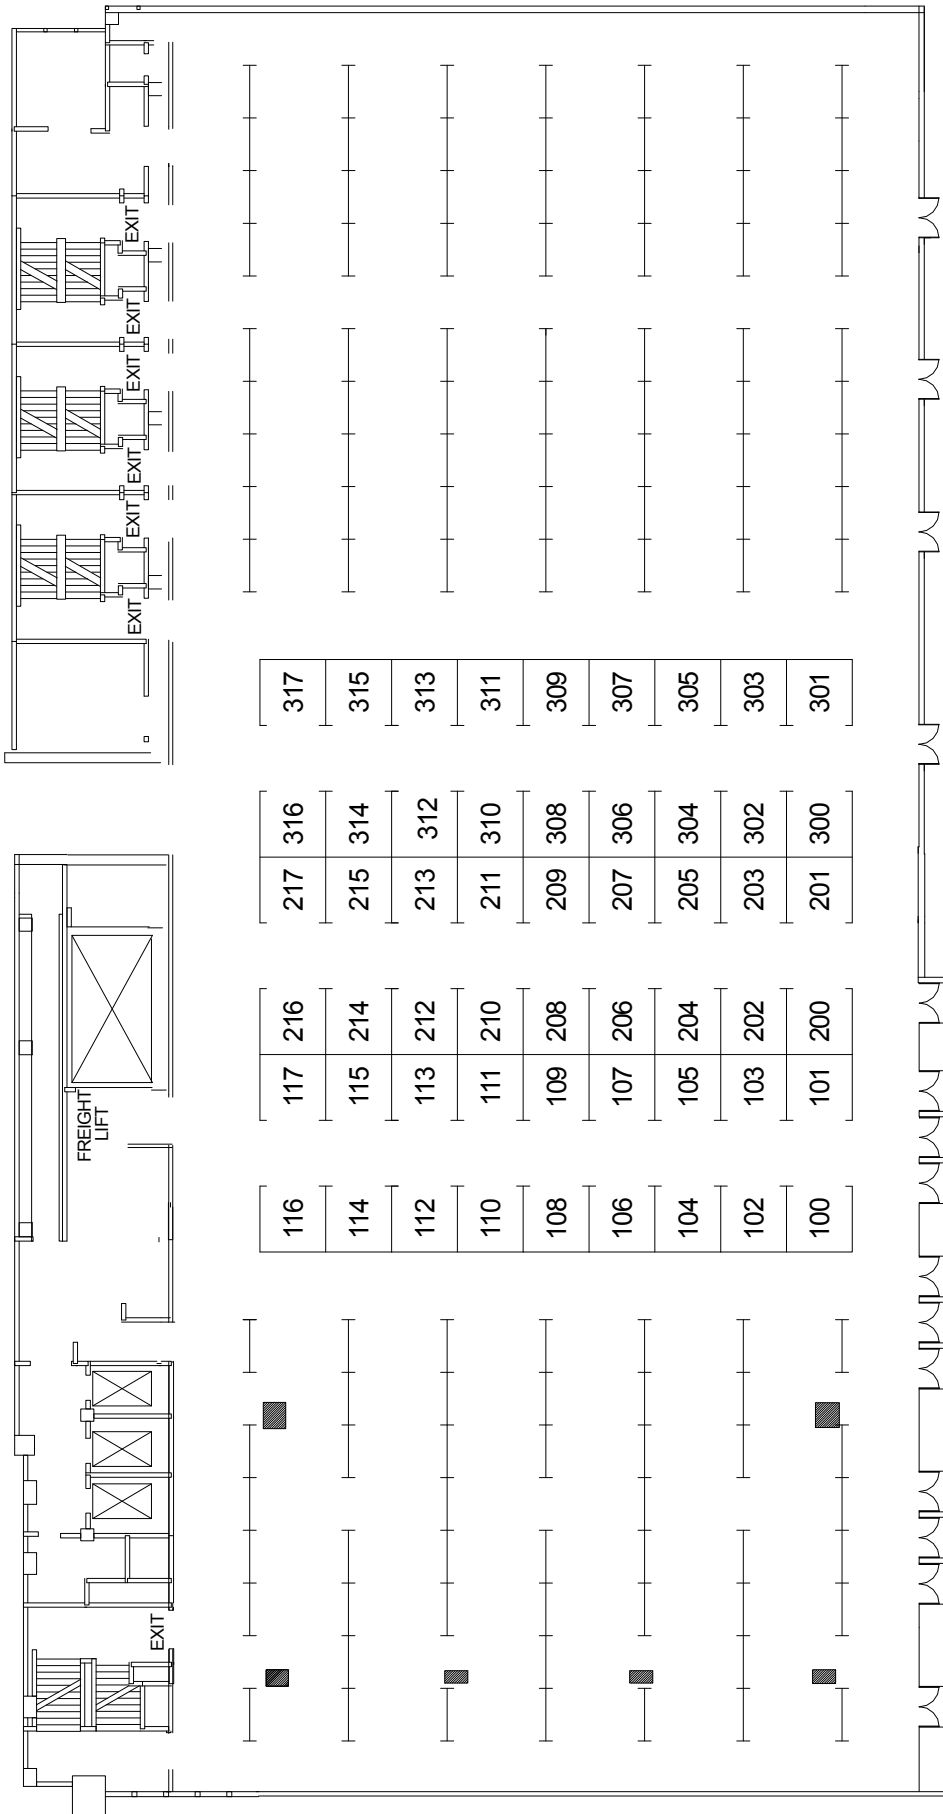 EXIT
EXIT
EXIT
EXIT
EXIT
EXIT
317 315 313 311 309 307 305 303 301
316 314 312 310 308 306 304 302 300
217 215 213 211 209 207 205 203 201
216 214 212 210 208 206 204 202 200
117 115 113 111 109 107 105 103 101
FREIGHT
LIFT
116 114 112 110 108 106 104 102 100
EXIT